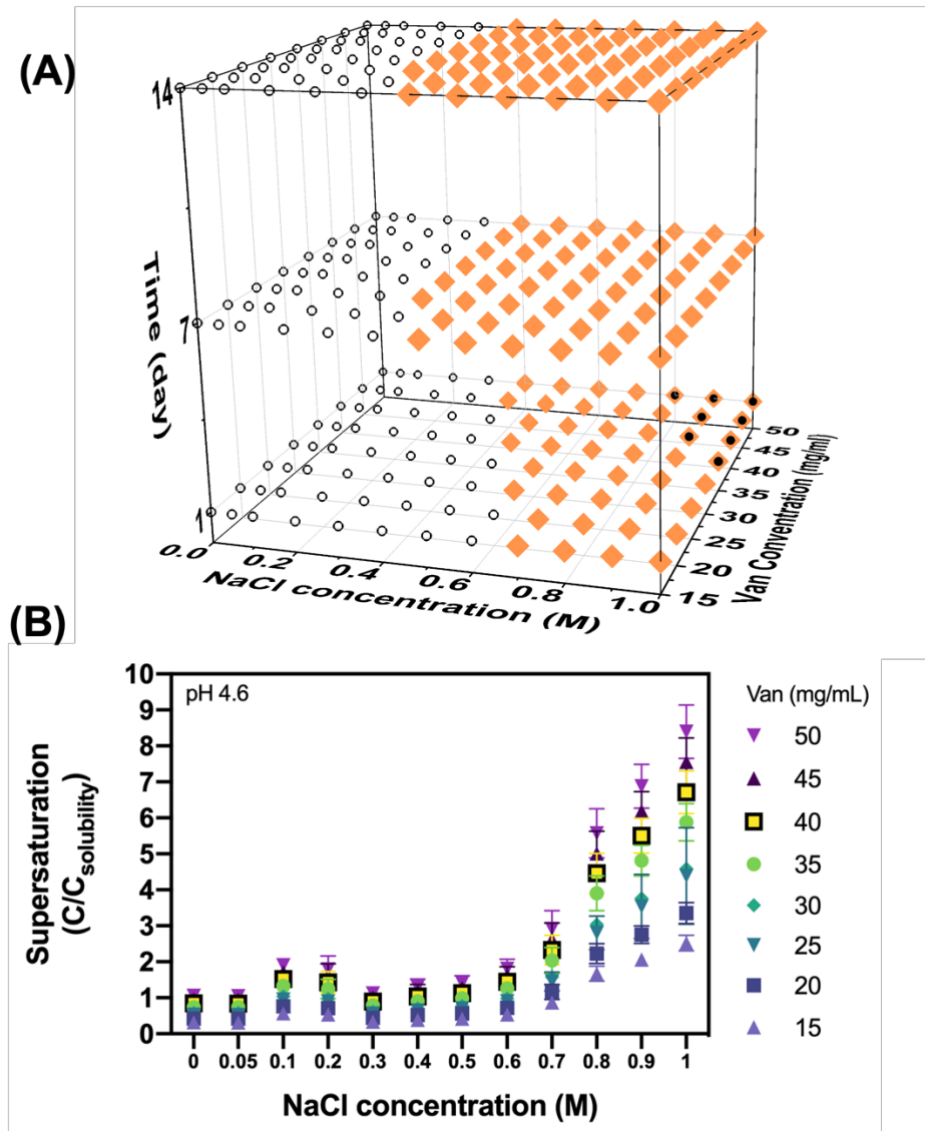 (A)
14
7
1
Time (day)
0.0 0.2 0.4 0.6 0.8 1.0
NaCl concentration (M)
50
45
40
35
30
25
20
15
Van Conventration (mg/ml)
(B)
10
9
8
7
6
5
4
3
2
1
0
Supersaturation
(C/Csolubility)
pH 4.6
0 0.05 0.1 0.2 0.3 0.4 0.5 0.6 0.7 0.8 0.9 1
NaCl concentration (M)
Van (mg/mL)
50
45
40
35
30
25
20
15